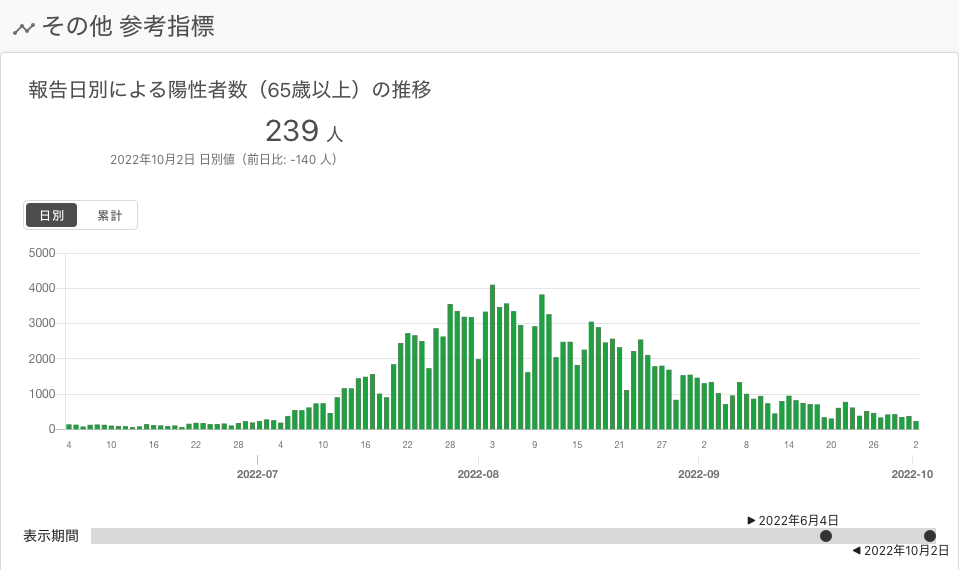 その他 参考指標
報告日別による陽性者数（65歳以上）の推移
239 人
2022年10月2日 日別値（前日比: -140 人）
日別 累計
5000
4000
3000
2000
1000
0
4 10 16 22 28 4 10 16 22 28 3 9 15 21 27 2 8 14 20 26 2
2022-07 2022-08 2022-09 2022-10
▶ 2022年6月4日
表示期間
◀ 2022年10月2日